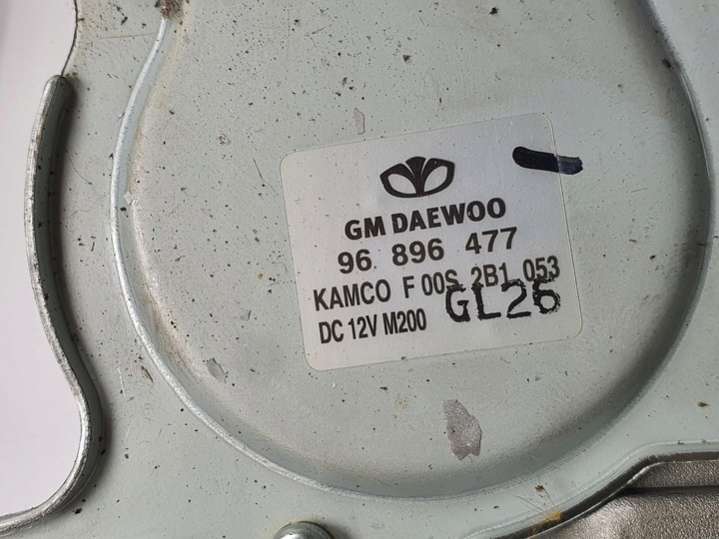 GM DAEWOO
96 896 477
KAMCO F 00S 2B1 053
DC 12V M200
GL26